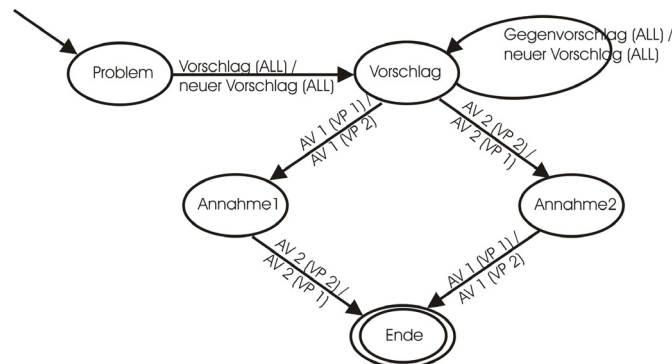 Gegenvorschlag (ALL) /
neuer Vorschlag (ALL)
Problem
Vorschlag (ALL) /
neuer Vorschlag (ALL)
Vorschlag
AV 1 (VP 1) /
AV 1 (VP 2)
AV 2 (VP 2) /
AV 2 (VP 1)
Annahme1
Annahme2
AV 2 (VP 2) /
AV 2 (VP 1)
AV 1 (VP 1) /
AV 1 (VP 2)
Ende